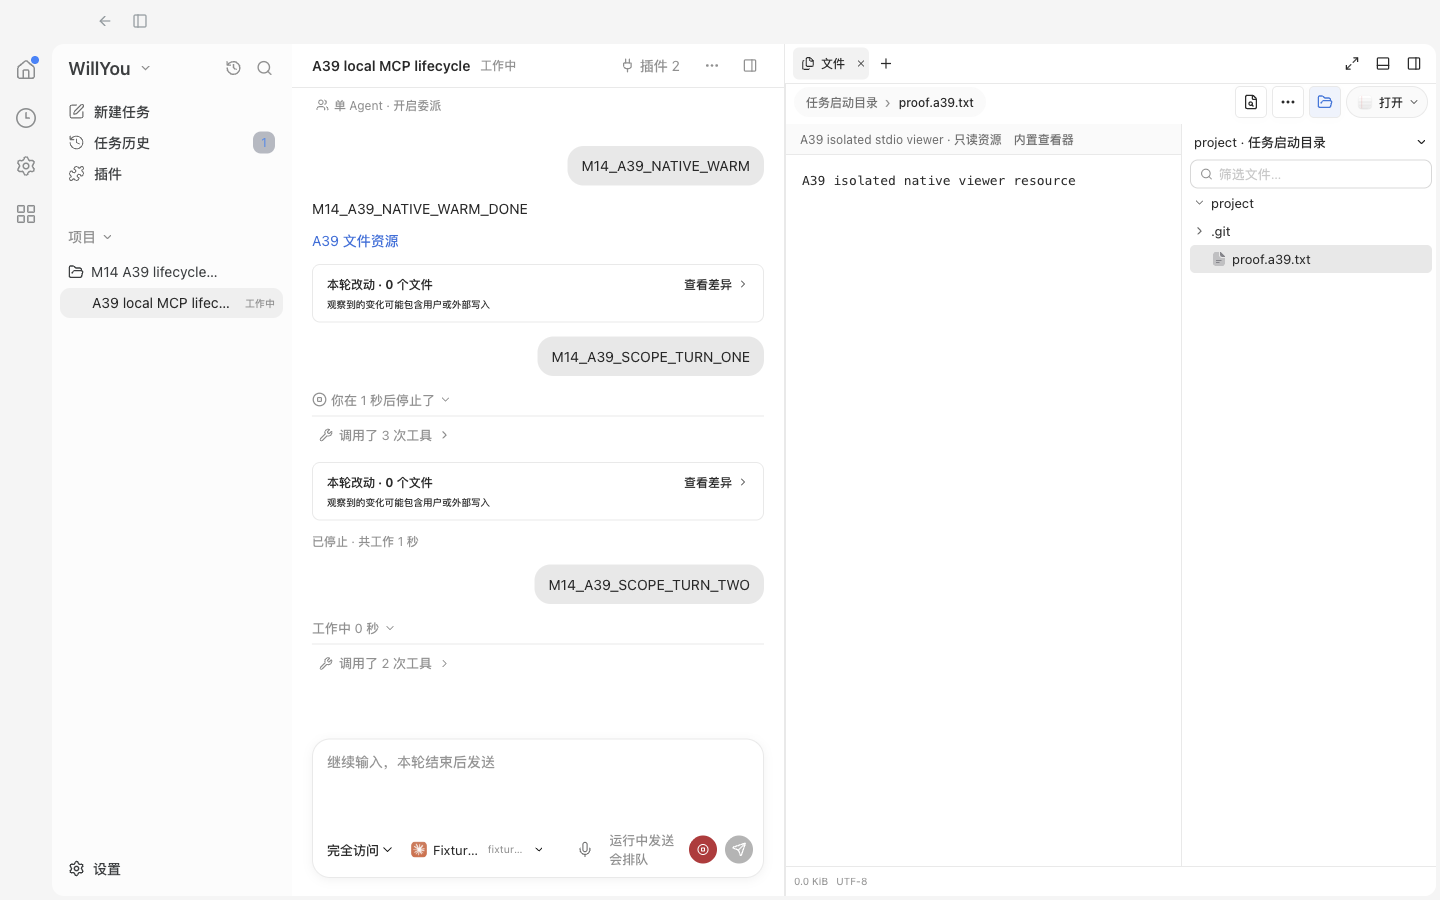 WillYou
新建任务
任务历史
1
插件
项目
M14 A39 lifecycle...
A39 local MCP lifec...
工作中
设置
A39 local MCP lifecycle
工作中
插件 2
单 Agent · 开启委派
M14_A39_NATIVE_WARM
M14_A39_NATIVE_WARM_DONE
A39 文件资源
本轮改动 · 0 个文件
查看差异
观察到的变化可能包含用户或外部写入
M14_A39_SCOPE_TURN_ONE
你在 1 秒后停止了
调用了 3 次工具
本轮改动 · 0 个文件
查看差异
观察到的变化可能包含用户或外部写入
已停止 · 共工作 1 秒
M14_A39_SCOPE_TURN_TWO
工作中 0 秒
调用了 2 次工具
继续输入，本轮结束后发送
完全访问
Fixtur...
fixtur...
运行中发送
会排队
文件
任务启动目录
proof.a39.txt
打开
A39 isolated stdio viewer · 只读资源
内置查看器
A39 isolated native viewer resource
project · 任务启动目录
筛选文件...
project
.git
proof.a39.txt
0.0 KiB
UTF-8